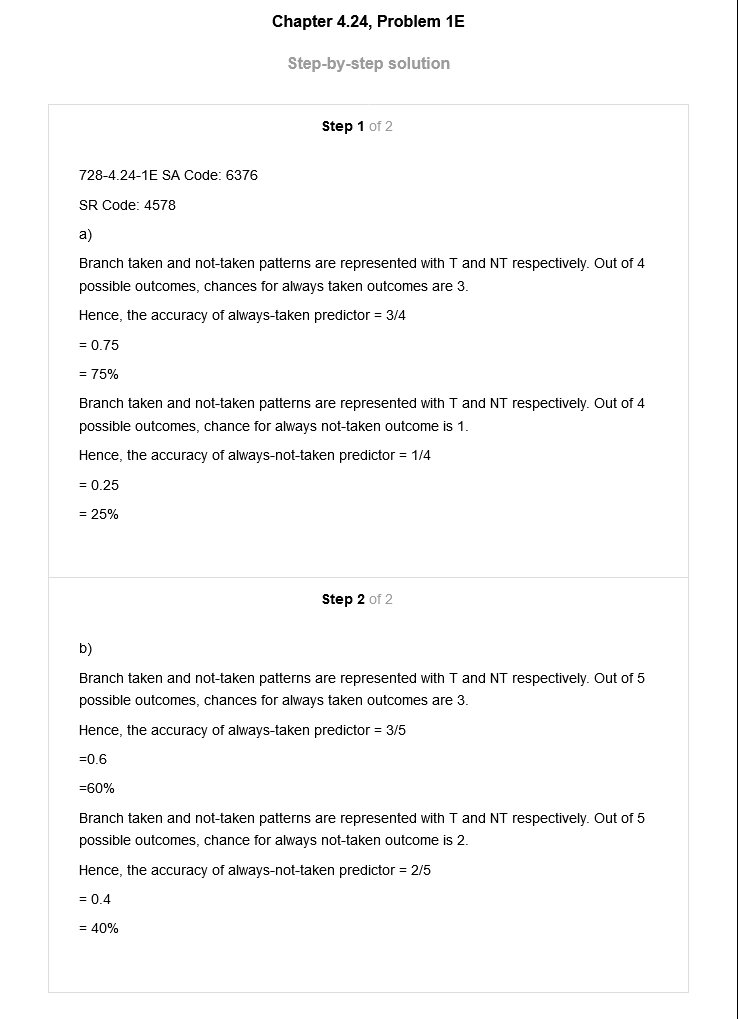 Chapter 4.24, Problem 1E
Step-by-step solution
Step 1 of 2
728-4.24-1E SA Code: 6376
SR Code: 4578
a)
Branch taken and not-taken patterns are represented with T and NT respectively. Out of 4
possible outcomes, chances for always taken outcomes are 3.
Hence, the accuracy of always-taken predictor = 3/4
= 0.75
= 75%
Branch taken and not-taken patterns are represented with T and NT respectively. Out of 4
possible outcomes, chance for always not-taken outcome is 1.
Hence, the accuracy of always-not-taken predictor = 1/4
= 0.25
= 25%
Step 2 of 2
b)
Branch taken and not-taken patterns are represented with T and NT respectively. Out of 5
possible outcomes, chances for always taken outcomes are 3.
Hence, the accuracy of always-taken predictor = 3/5
=0.6
=60%
Branch taken and not-taken patterns are represented with T and NT respectively. Out of 5
possible outcomes, chance for always not-taken outcome is 2.
Hence, the accuracy of always-not-taken predictor = 2/5
= 0.4
= 40%